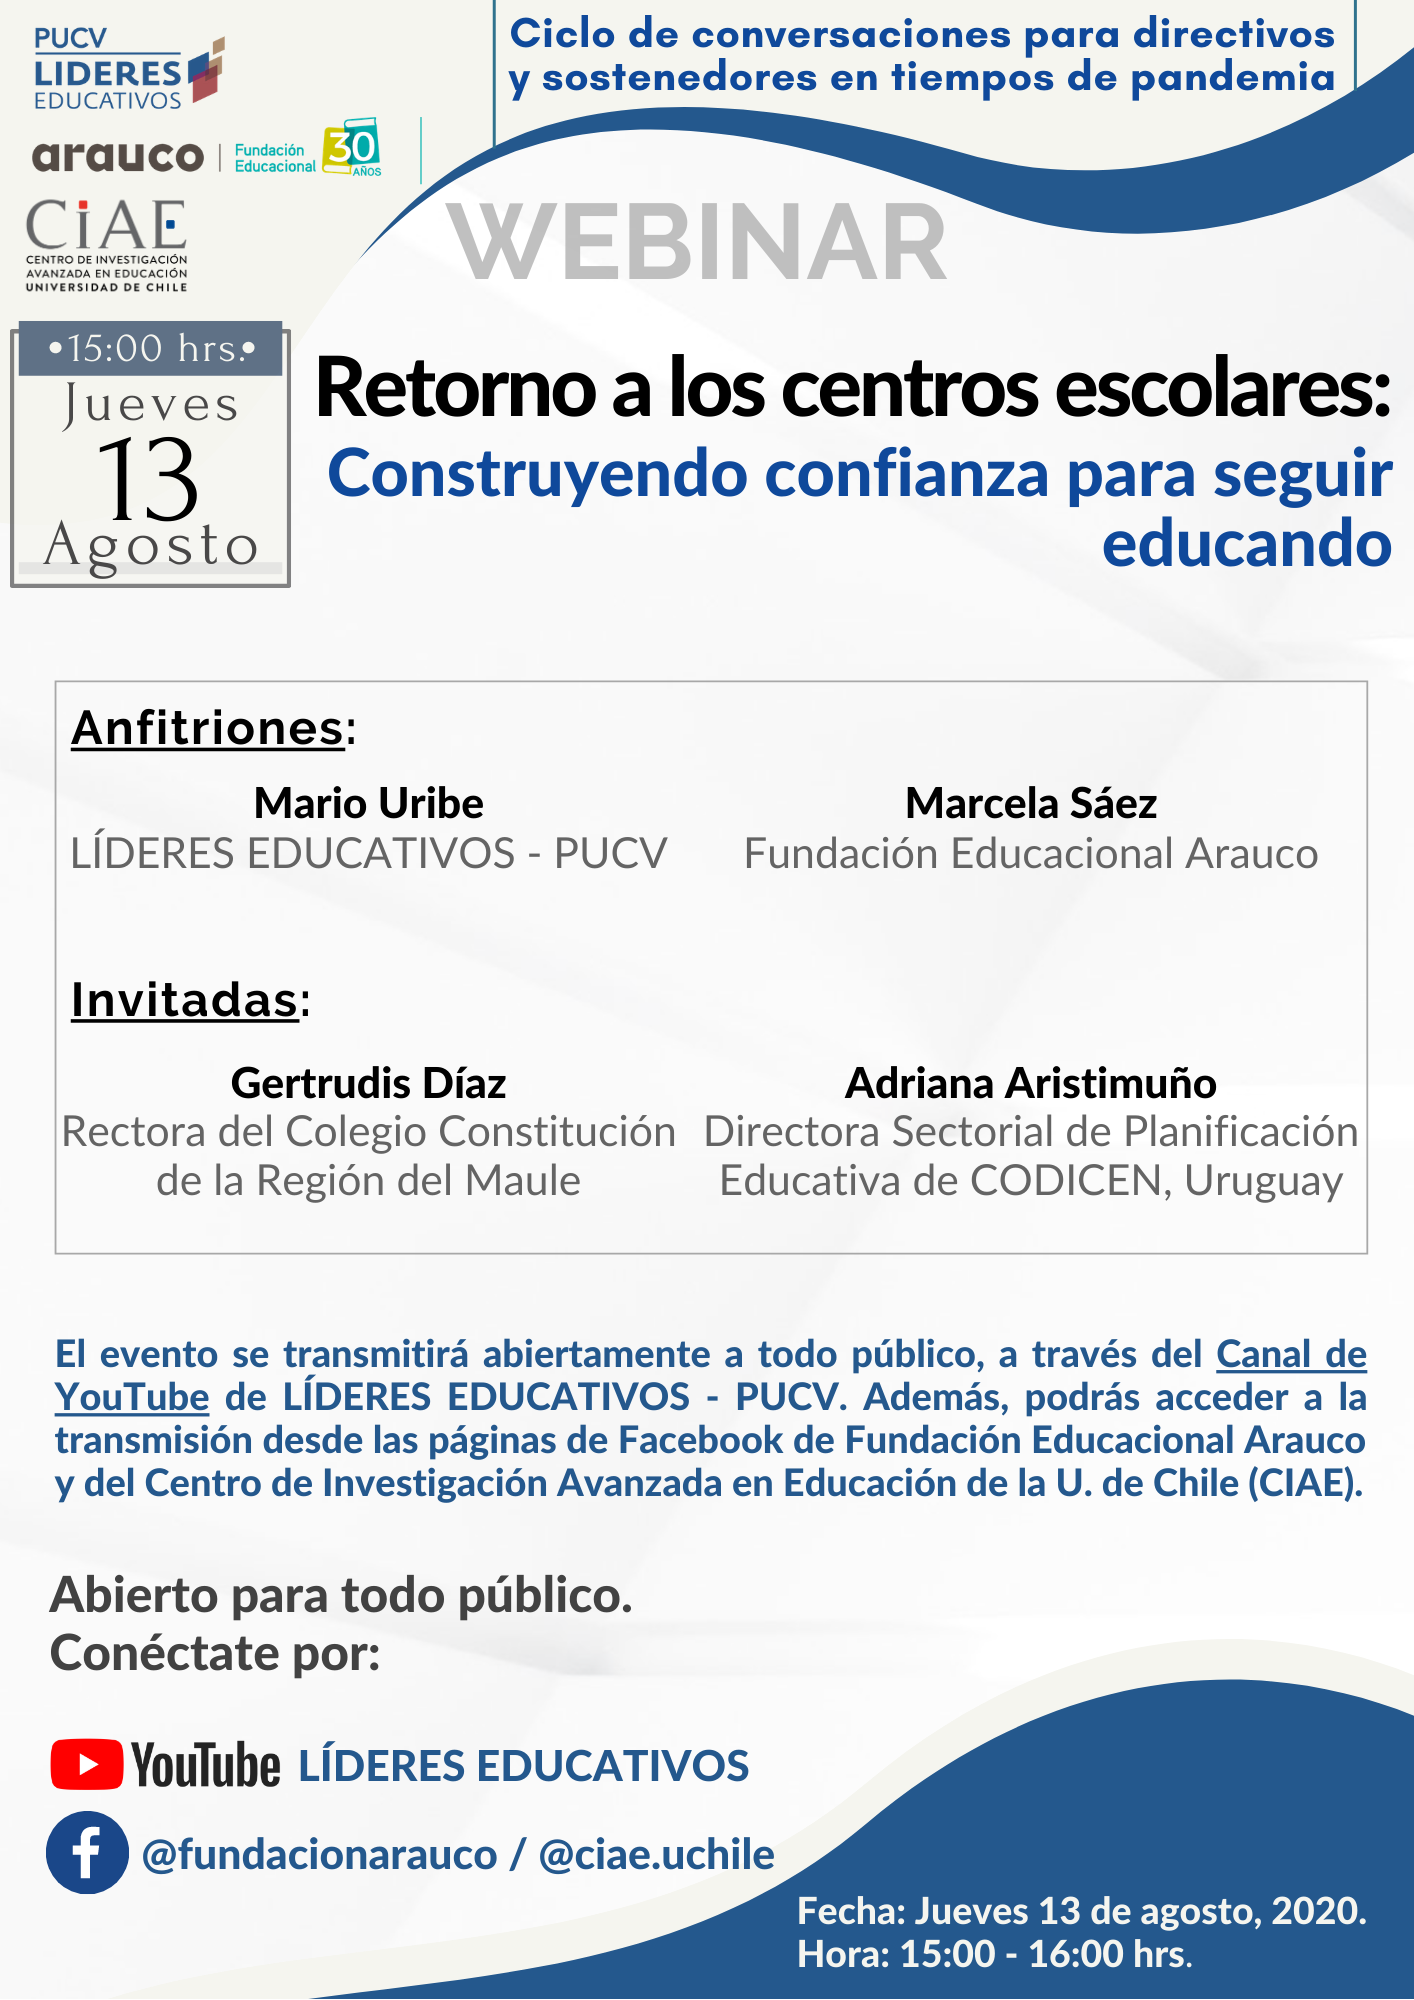 PUCV
LIDERES
EDUCATIVOS
arauco
Fundación
Educacional
30
AÑOS
CiAE
CENTRO DE INVESTIGACIÓN
AVANZADA EN EDUCACIÓN
UNIVERSIDAD DE CHILE
Ciclo de conversaciones para directivos
y sostenedores en tiempos de pandemia
WEBINAR
•15:00 hrs.•
Jueves
13
Agosto
Retorno a los centros escolares:
Construyendo confianza para seguir
educando
Anfitriones:
Mario Uribe
LÍDERES EDUCATIVOS - PUCV
Marcela Sáez
Fundación Educacional Arauco
Invitadas:
Gertrudis Díaz
Rectora del Colegio Constitución
de la Región del Maule
Adriana Aristimuño
Directora Sectorial de Planificación
Educativa de CODICEN, Uruguay
El evento se transmitirá abiertamente a todo público, a través del Canal de
YouTube de LÍDERES EDUCATIVOS - PUCV. Además, podrás acceder a la
transmisión desde las páginas de Facebook de Fundación Educacional Arauco
y del Centro de Investigación Avanzada en Educación de la U. de Chile (CIAE).
Abierto para todo público.
Conéctate por:
YouTube LÍDERES EDUCATIVOS
f @fundacionarauco / @ciae.uchile
Fecha: Jueves 13 de agosto, 2020.
Hora: 15:00 - 16:00 hrs.